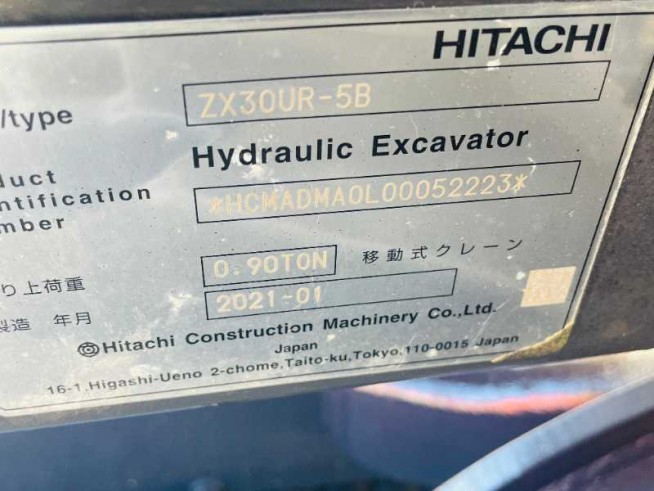 HITACHI
/type ZX30UR-5B
Hydraulic Excavator
duct
ntification
mber
*HCMADMA0L00052223*
り上荷重 0.90TON 移動式クレーン
製造 年月 2021-01
Hitachi Construction Machinery Co.,Ltd.
Japan
16-1,Higashi-Ueno 2-chome,Taito-ku,Tokyo,110-0015 Japan